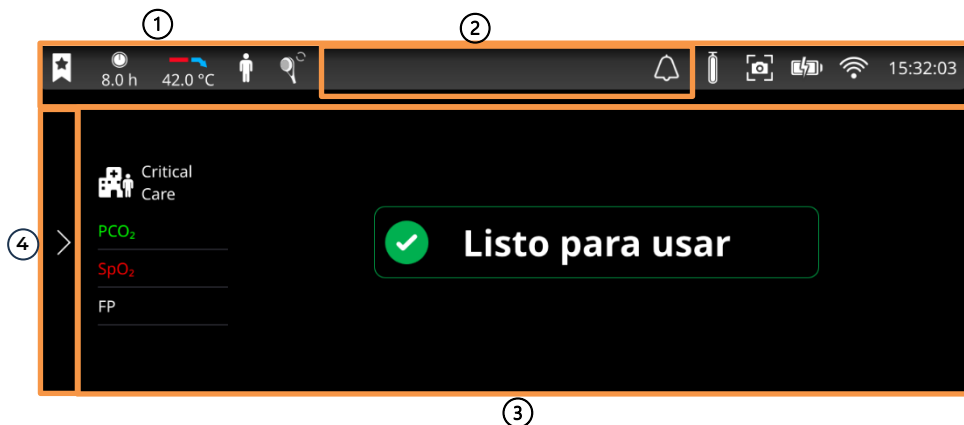 1
2
8.0 h
42.0 °C
15:32:03
Critical
Care
PCO₂
SpO₂
FP
Listo para usar
4
3